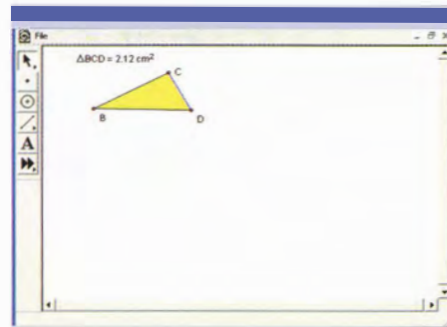 File
ΔBCD = 2.12 cm²
C
B
D
A